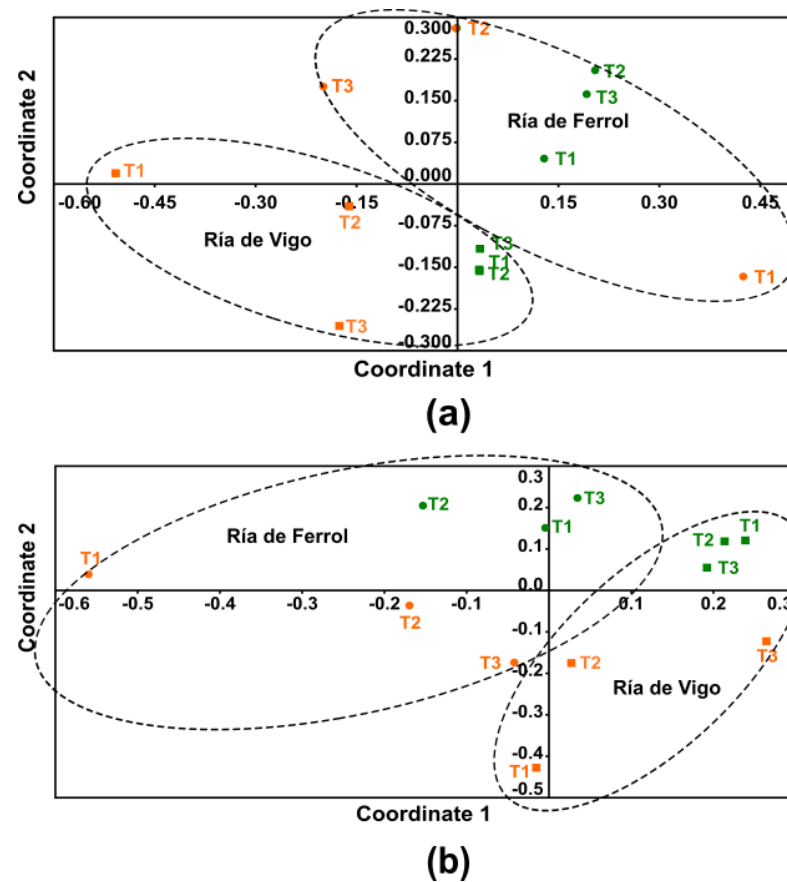 0.300
T2
0.225
T2
T3
T3
0.150
Ría de Ferrol
0.075
T1
T1
0.000
-0.60 -0.45 -0.30 -0.15 0.15 0.30 0.45
T2
-0.075
Ría de Vigo
T3
T1
-0.150
T2
T1
-0.225
T3
-0.300
Coordinate 2
Coordinate 1
(a)
0.3
T2
T3
0.2
T1
T1
Ría de Ferrol
T2
T1
0.1
T3
0.0
-0.6 -0.5 -0.4 -0.3 -0.2 -0.1 0.1 0.2 0.3
T2
-0.1
T3
T3
T2
-0.2
Ría de Vigo
-0.3
-0.4
T1
-0.5
Coordinate 2
Coordinate 1
(b)